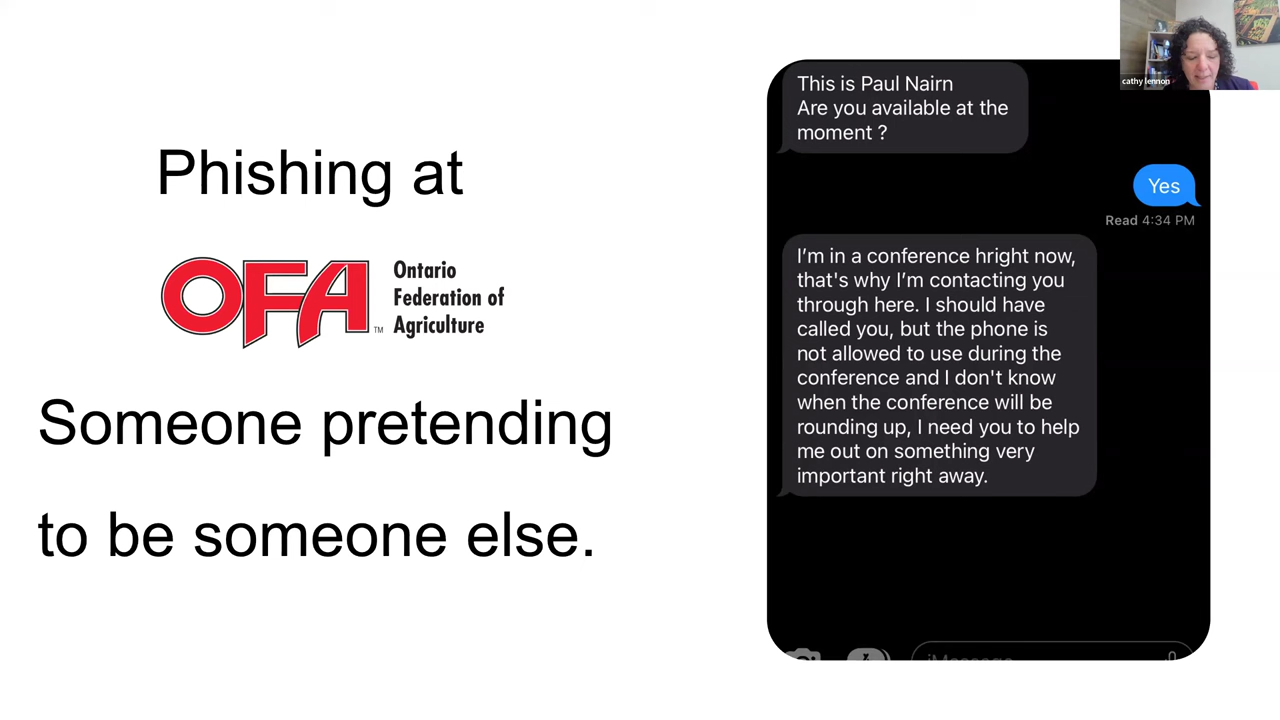 Phishing at
OFA
TM
Ontario
Federation of
Agriculture
Someone pretending
to be someone else.
This is Paul Nairn
Are you available at the
moment ?
Yes
Read 4:34 PM
I’m in a conference hright now,
that's why I’m contacting you
through here. I should have
called you, but the phone is
not allowed to use during the
conference and I don't know
when the conference will be
rounding up, I need you to help
me out on something very
important right away.
iMessage
cathy lennon